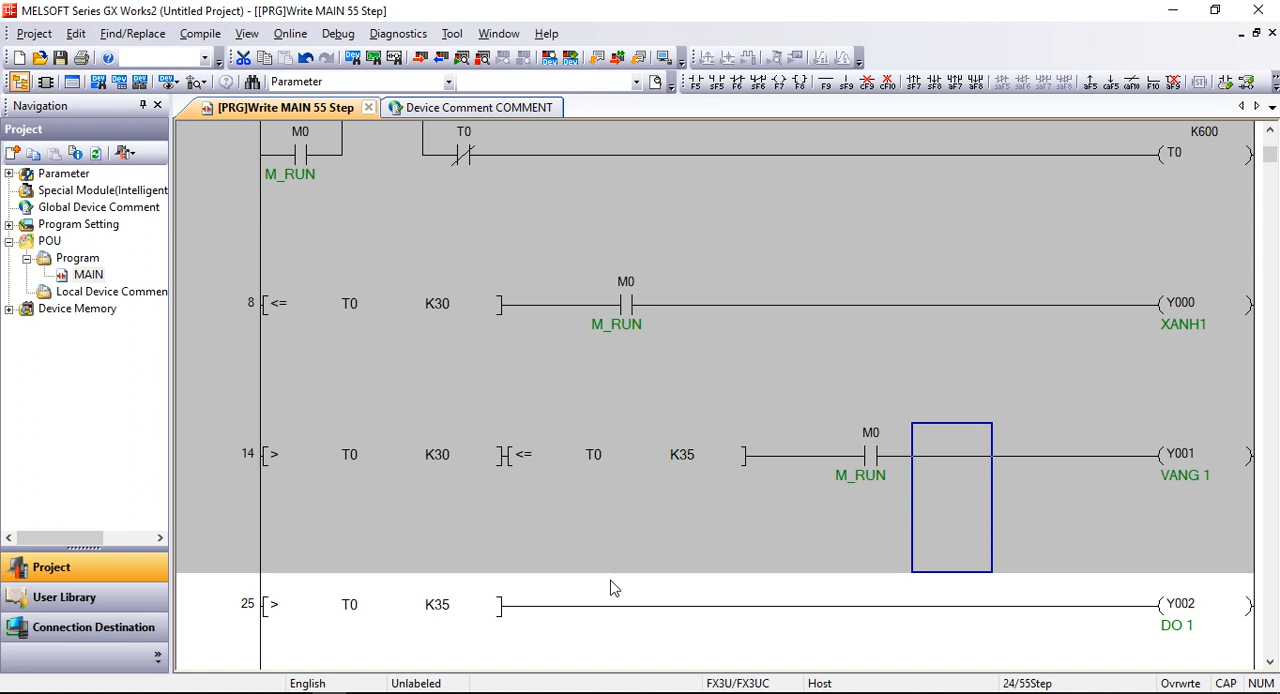 MELSOFT Series GX Works2 (Untitled Project) - [[PRG]Write MAIN 55 Step]
Project Edit Find/Replace Compile View Online Debug Diagnostics Tool Window Help
Parameter
Navigation
[PRG]Write MAIN 55 Step
Device Comment COMMENT
Project
Parameter
Special Module(Intelligent
Global Device Comment
Program Setting
POU
Program
MAIN
Local Device Commen
Device Memory
Project
User Library
Connection Destination
M0 T0 K600
( T0 )
M_RUN
M0
8 [<= T0 K30 ] ( Y000 )
M_RUN XANH1
M0
14 [> T0 K30 ][<= T0 K35 ] ( Y001 )
M_RUN VANG 1
25 [> T0 K35 ] ( Y002 )
DO 1
English Unlabeled FX3U/FX3UC Host 24/55Step Ovrwrte CAP NUM